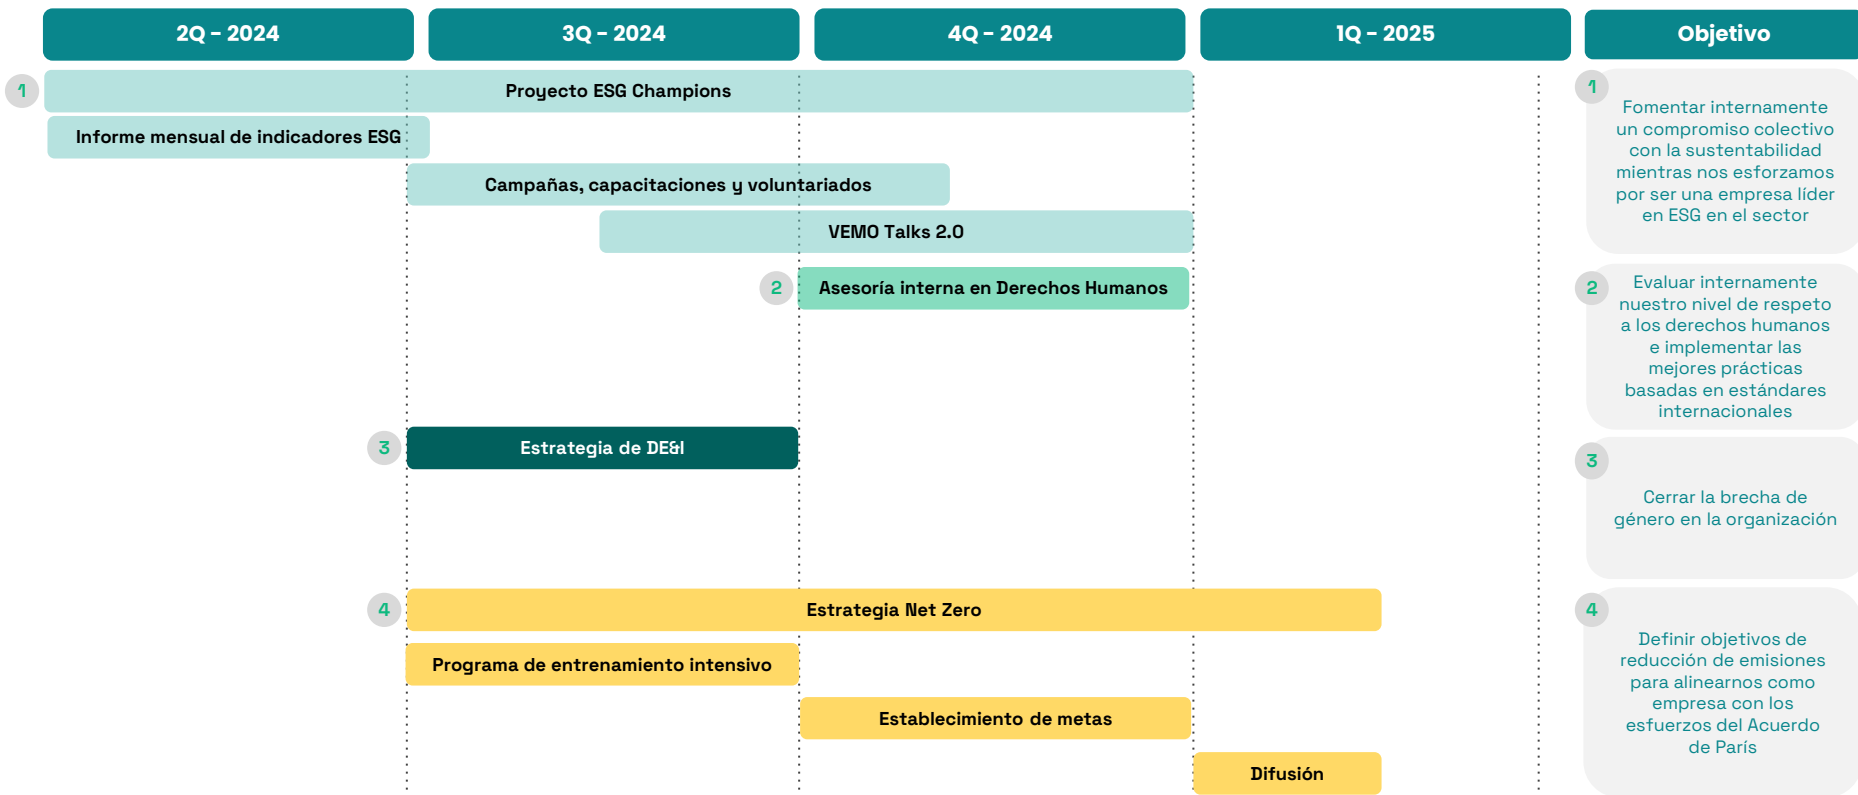 2Q - 2024
3Q - 2024
4Q - 2024
1Q - 2025
Objetivo
1
Proyecto ESG Champions
Informe mensual de indicadores ESG
Campañas, capacitaciones y voluntariados
VEMO Talks 2.0
2
Asesoría interna en Derechos Humanos
3
Estrategia de DE&I
4
Estrategia Net Zero
Programa de entrenamiento intensivo
Establecimiento de metas
Difusión
1
Fomentar internamente
un compromiso colectivo
con la sustentabilidad
mientras nos esforzamos
por ser una empresa líder
en ESG en el sector
2
Evaluar internamente
nuestro nivel de respeto
a los derechos humanos
e implementar las
mejores prácticas
basadas en estándares
internacionales
3
Cerrar la brecha de
género en la organización
4
Definir objetivos de
reducción de emisiones
para alinearnos como
empresa con los
esfuerzos del Acuerdo
de París